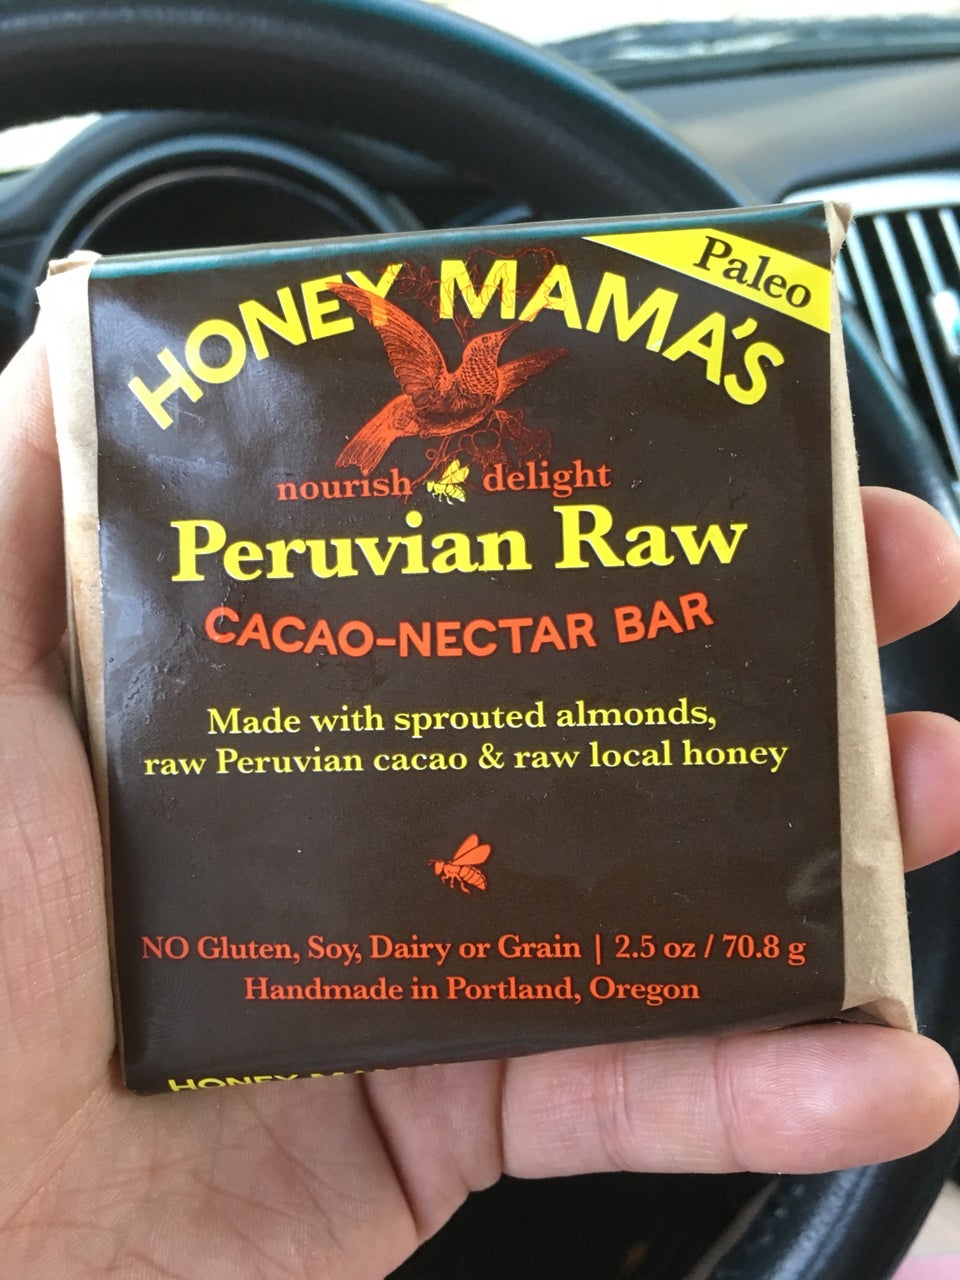 Paleo
HONEY MAMA'S
nourish delight
Peruvian Raw
CACAO-NECTAR BAR
Made with sprouted almonds,
raw Peruvian cacao & raw local honey
NO Gluten, Soy, Dairy or Grain | 2.5 oz / 70.8 g
Handmade in Portland, Oregon
HONEY